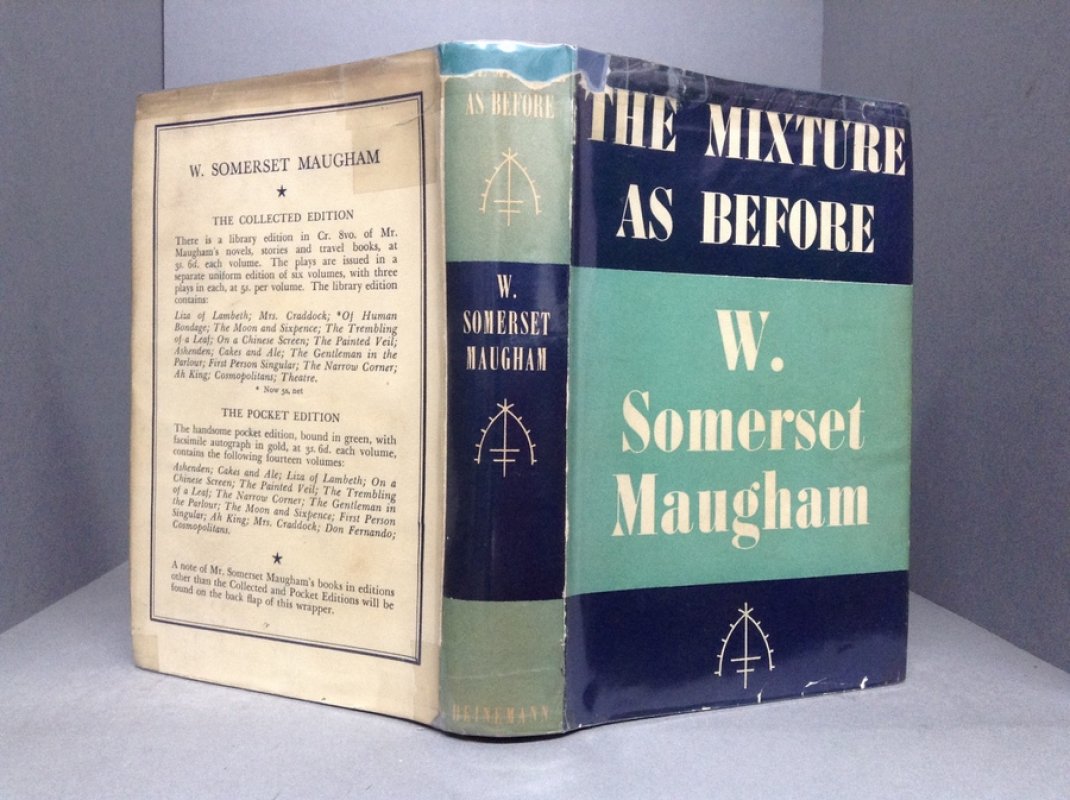 W. SOMERSET MAUGHAM
THE COLLECTED EDITION
There is a library edition in Cr. 8vo. of Mr.
Maugham's novels, stories and travel books, at
3s. 6d. each volume. The plays are issued in a
separate uniform edition of six volumes, with three
plays in each, at 5s. per volume. The library edition
contains:
Liza of Lambeth; Mrs. Craddock; *Of Human
Bondage; The Moon and Sixpence; The Trembling
of a Leaf; On a Chinese Screen; The Painted Veil;
Ashenden; Cakes and Ale; The Gentleman in the
Parlour; First Person Singular; The Narrow Corner;
Ah King; Cosmopolitans; Theatre.
* Now 5s. net
THE POCKET EDITION
The handsome pocket edition, bound in green, with
facsimile autograph in gold, at 3s. 6d. each volume,
contains the following fourteen volumes:
Ashenden; Cakes and Ale; Liza of Lambeth; On a
Chinese Screen; The Painted Veil; The Trembling
of a Leaf; The Narrow Corner; The Gentleman in
the Parlour; The Moon and Sixpence; First Person
Singular; Ah King; Mrs. Craddock; Don Fernando;
Cosmopolitans.
A note of Mr. Somerset Maugham's books in editions
other than the Collected and Pocket Editions will be
found on the back flap of this wrapper.
AS BEFORE
W.
SOMERSET
MAUGHAM
HEINEMANN
THE MIXTURE
AS BEFORE
W.
Somerset
Maugham